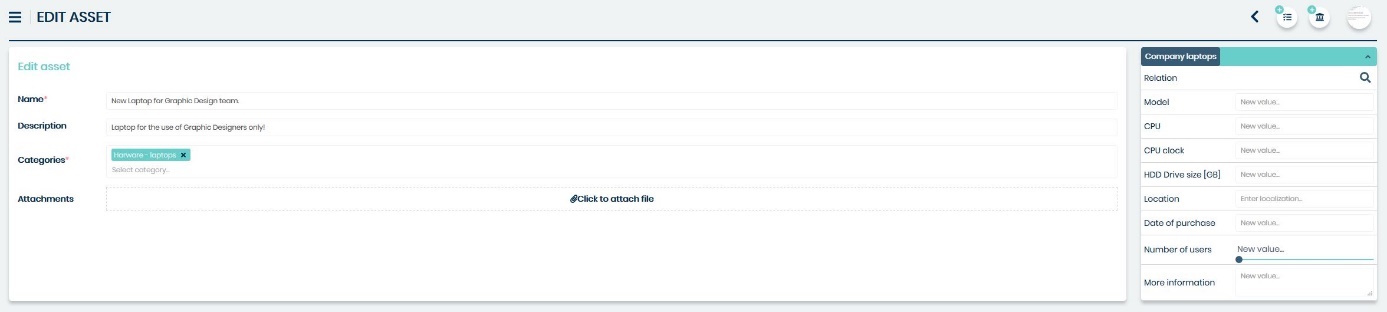 EDIT ASSET
Edit asset
Name*
New Laptop for Graphic Design team.
Description
Laptop for the use of Graphic Designers only!
Categories*
Harware - laptops ×
Select category..
Attachments
Click to attach file
Company laptops
Relation
Model
New value...
CPU
New value...
CPU clock
New value...
HDD Drive size [GB]
New value...
Location
Enter localization...
Date of purchase
New value...
Number of users
New value...
More information
New value...